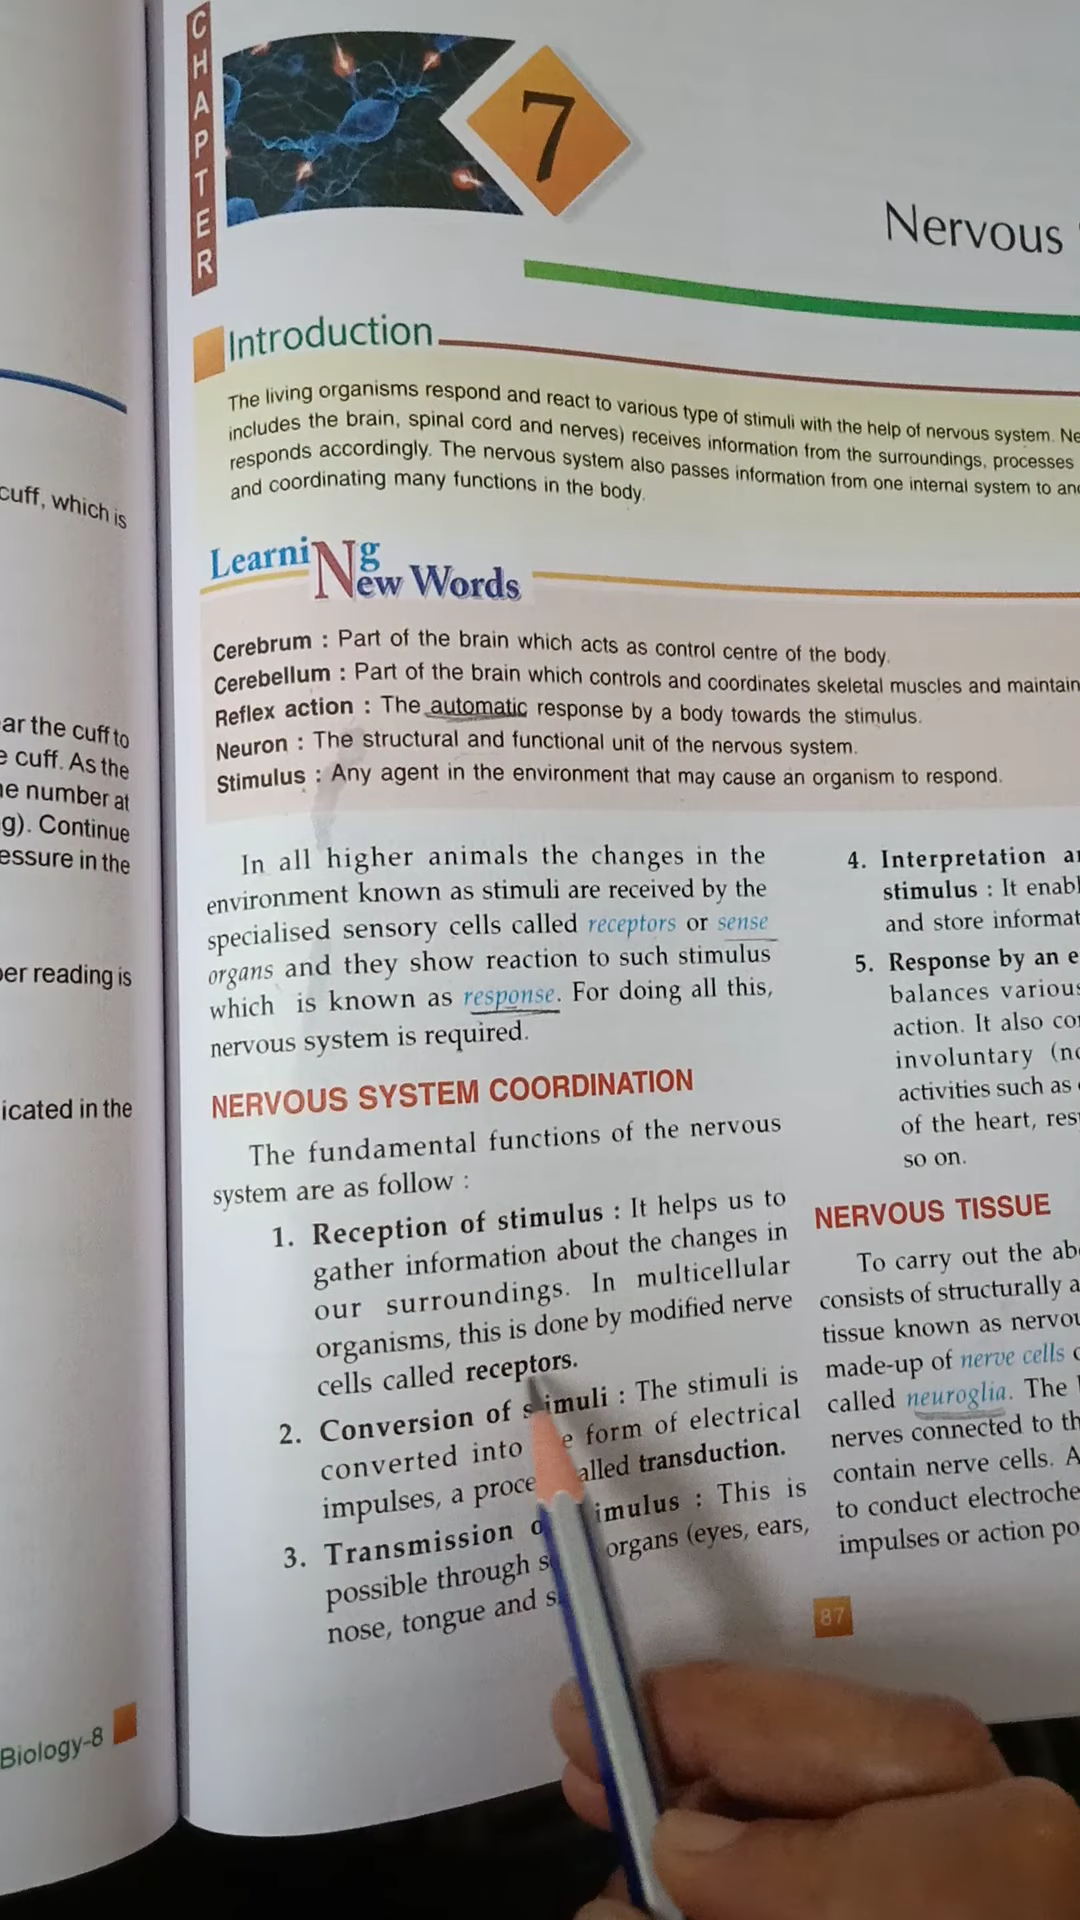 cuff, which is
ar the cuff to
e cuff. As the
e number at
g). Continue
essure in the
er reading is
icated in the
Biology-8
CHAPTER
7
Nervous
Introduction
The living organisms respond and react to various type of stimuli with the help of nervous system. Ne
includes the brain, spinal cord and nerves) receives information from the surroundings, processes
responds accordingly. The nervous system also passes information from one internal system to an
and coordinating many functions in the body.
Learning
New Words
Cerebrum : Part of the brain which acts as control centre of the body.
Cerebellum : Part of the brain which controls and coordinates skeletal muscles and maintain
Reflex action : The automatic response by a body towards the stimulus.
Neuron : The structural and functional unit of the nervous system.
Stimulus : Any agent in the environment that may cause an organism to respond.
In all higher animals the changes in the
environment known as stimuli are received by the
specialised sensory cells called receptors or sense
organs and they show reaction to such stimulus
which is known as response. For doing all this,
nervous system is required.
NERVOUS SYSTEM COORDINATION
The fundamental functions of the nervous
system are as follow :
1. Reception of stimulus : It helps us to
gather information about the changes in
our surroundings. In multicellular
organisms, this is done by modified nerve
cells called receptors.
2. Conversion of stimuli : The stimuli is
converted into e form of electrical
impulses, a proce alled transduction.
3. Transmission o imulus : This is
possible through s organs (eyes, ears,
nose, tongue and s
4. Interpretation a
stimulus : It enabl
and store informat
5. Response by an e
balances various
action. It also co
involuntary (no
activities such as
of the heart, res
so on.
NERVOUS TISSUE
To carry out the ab
consists of structurally a
tissue known as nervou
made-up of nerve cells
called neuroglia. The
nerves connected to th
contain nerve cells. A
to conduct electroche
impulses or action po
87